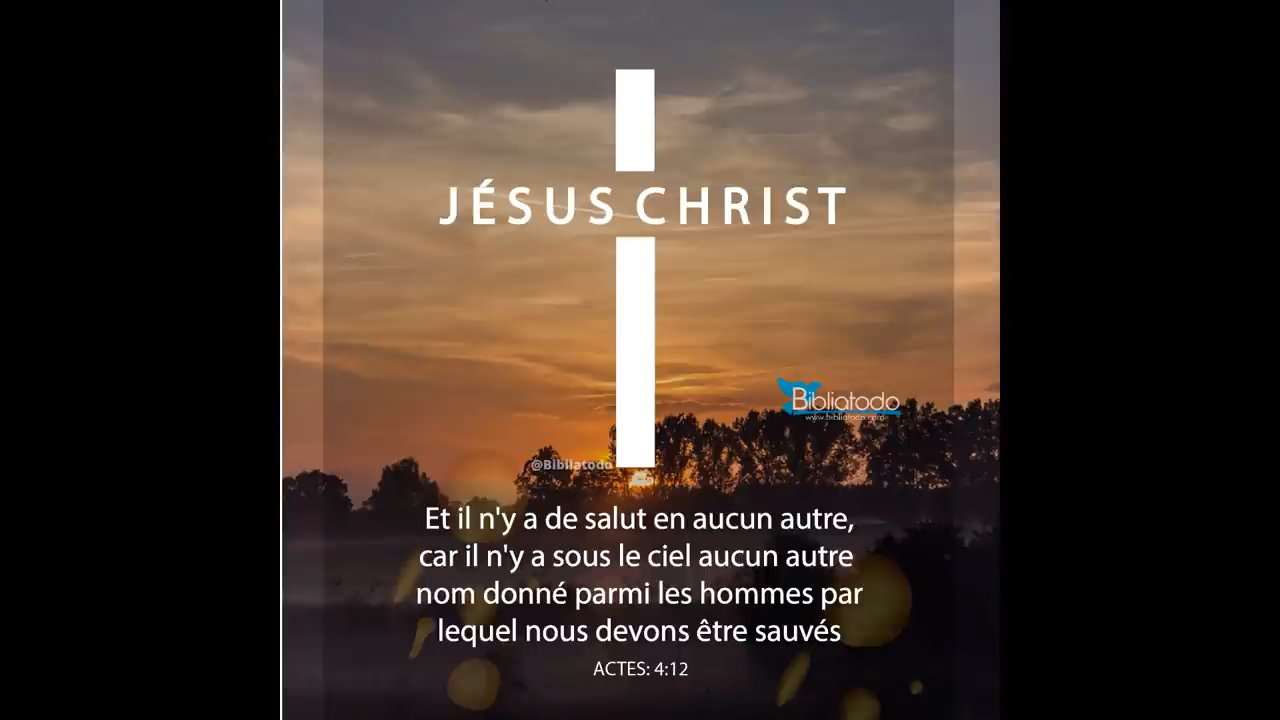 JÉSUS CHRIST
Bibliatodo
www.bibliatodo.com
@Bibliatodo
Et il n'y a de salut en aucun autre,
car il n'y a sous le ciel aucun autre
nom donné parmi les hommes par
lequel nous devons être sauvés
ACTES: 4:12